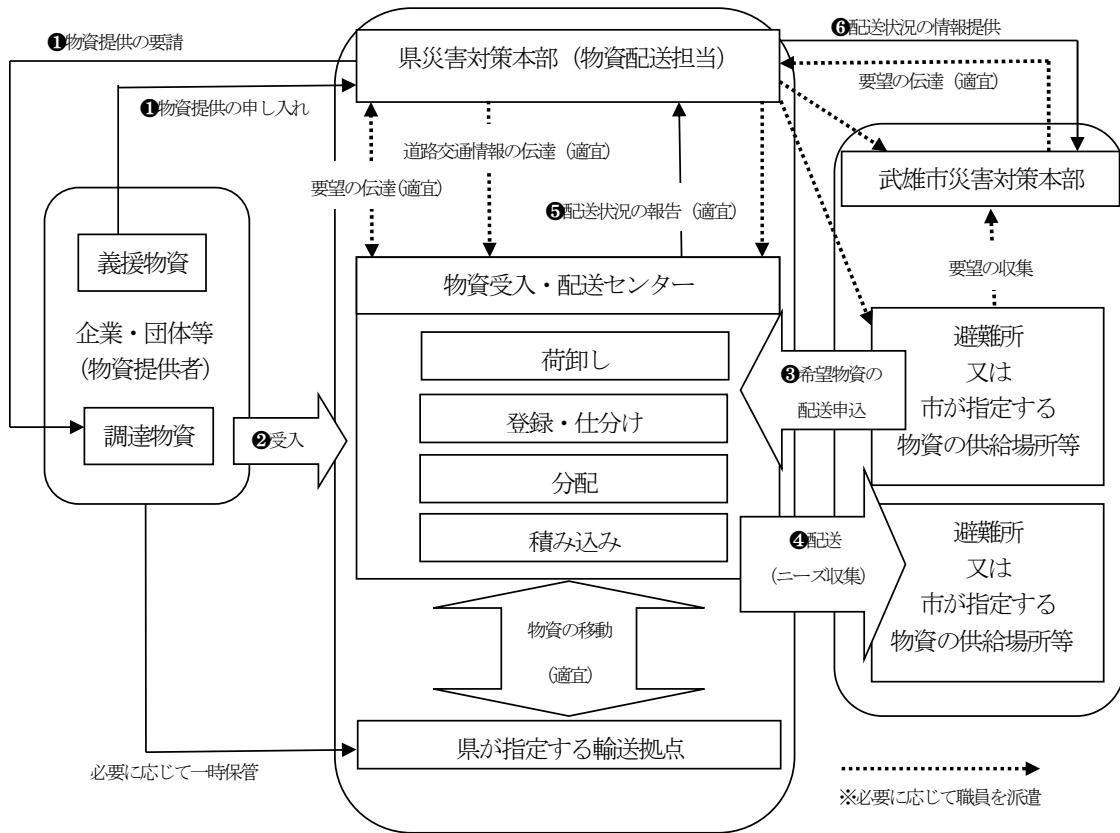 ❶物資提供の要請
県災害対策本部（物資配送担当）
❻配送状況の情報提供
要望の伝達（適宜）
❶物資提供の申し入れ
道路交通情報の伝達（適宜）
要望の伝達(適宜)
❺配送状況の報告（適宜）
武雄市災害対策本部
要望の収集
義援物資
企業・団体等
（物資提供者）
調達物資
❷受入
物資受入・配送センター
荷卸し
登録・仕分け
分配
積み込み
❸希望物資の
配送申込
避難所
又は
市が指定する
物資の供給場所等
❹配送
(ニーズ収集)
避難所
又は
市が指定する
物資の供給場所等
物資の移動
（適宜）
県が指定する輸送拠点
必要に応じて一時保管
※必要に応じて職員を派遣